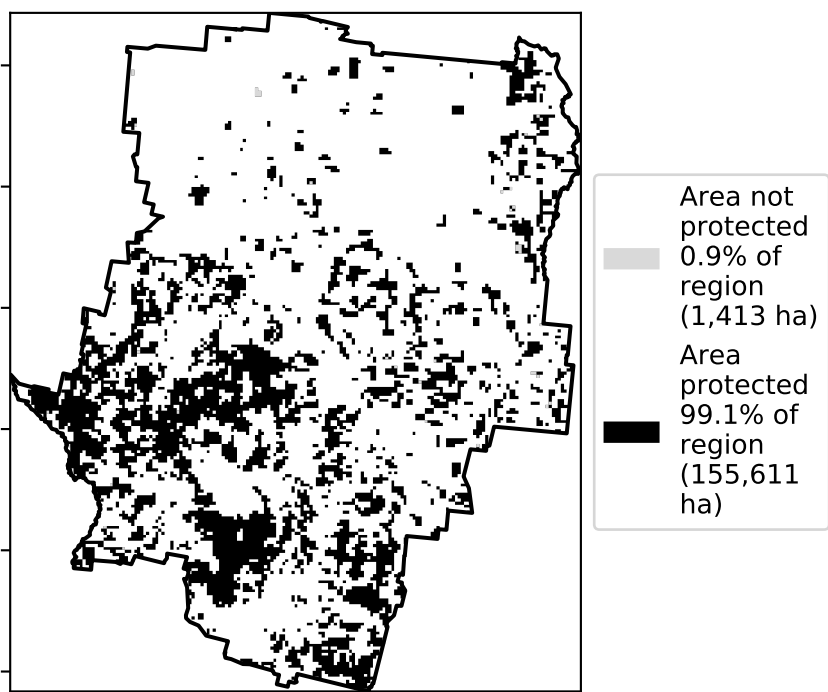 Area not
protected
0.9% of
region
(1,413 ha)
Area
protected
99.1% of
region
(155,611
ha)